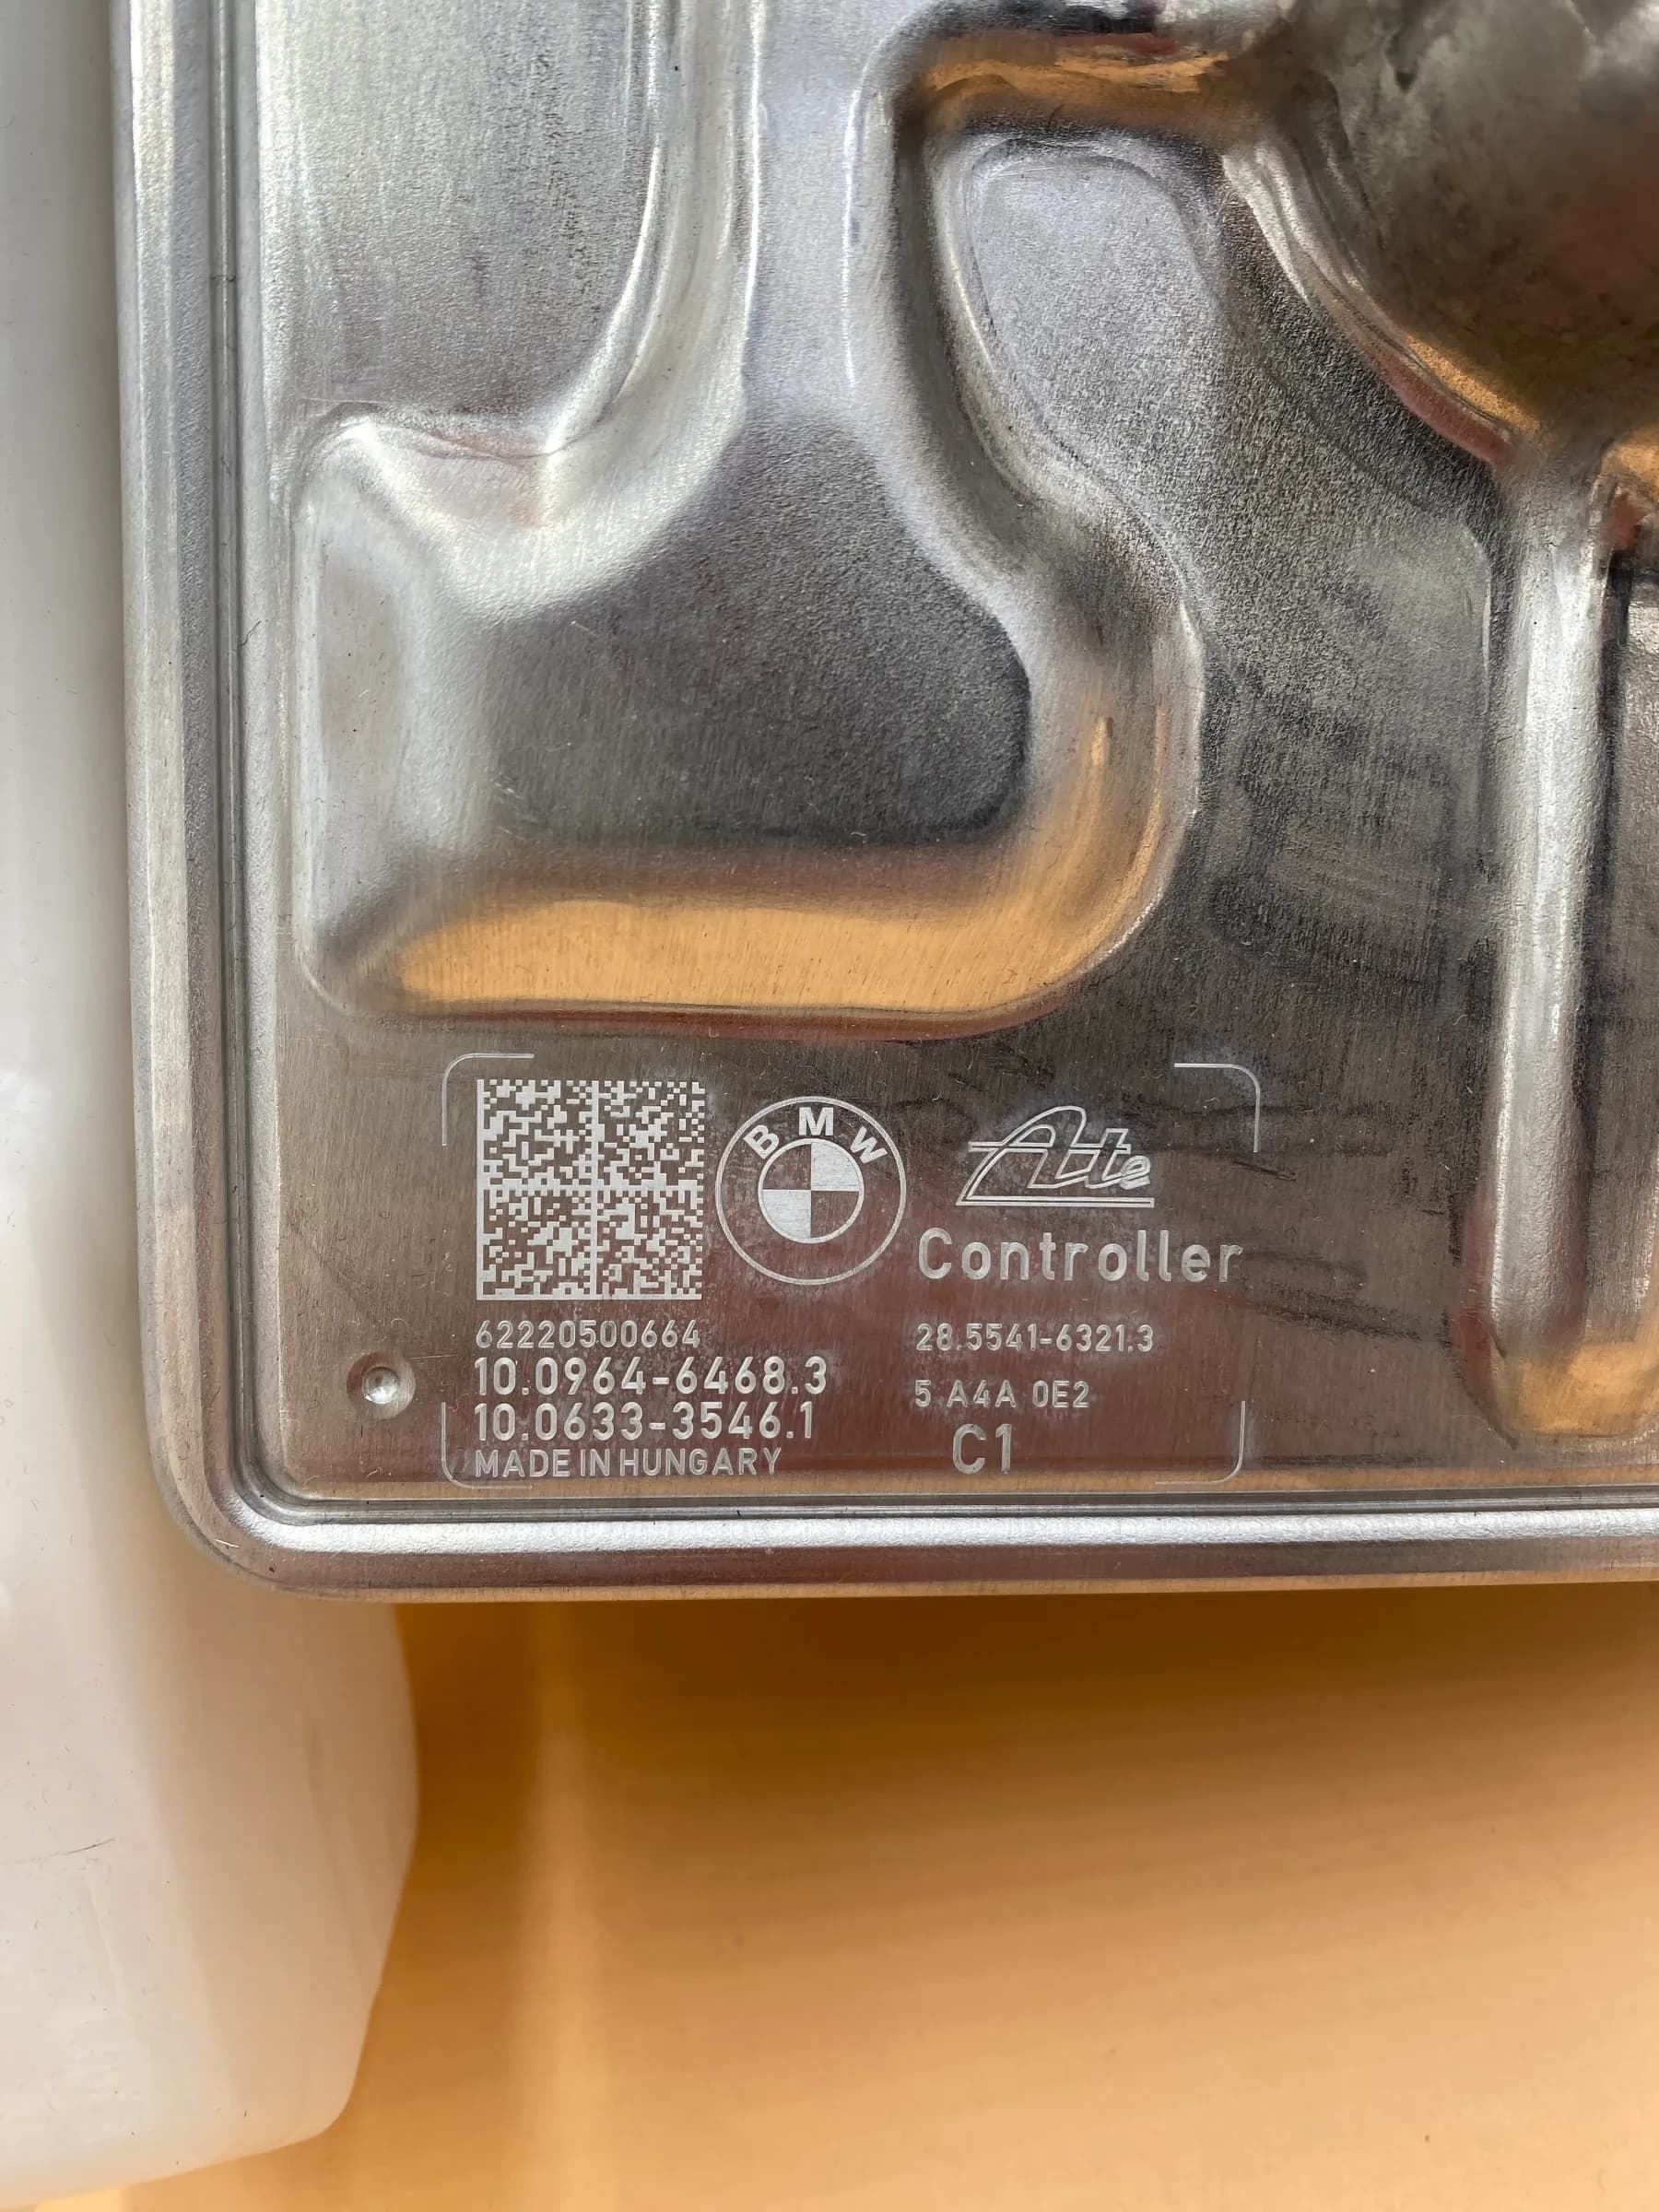 BMW
Ate
Controller
62220500664
28.5541-6321.3
10.0964-6468.3
5 A4A 0E2
10.0633-3546.1
C1
MADE IN HUNGARY